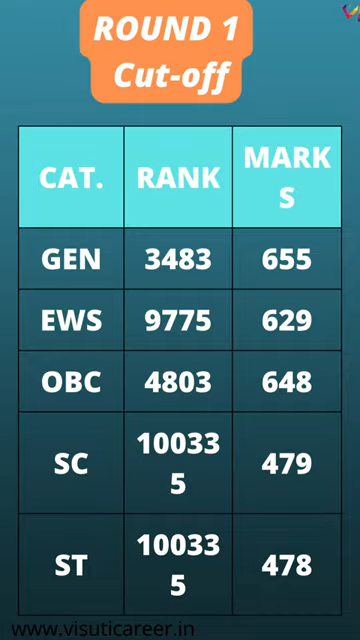 ROUND 1
Cut-off
CAT. RANK MARK
S
GEN 3483 655
EWS 9775 629
OBC 4803 648
SC 10033
5 479
ST 10033
5 478
www.visuticareer.in